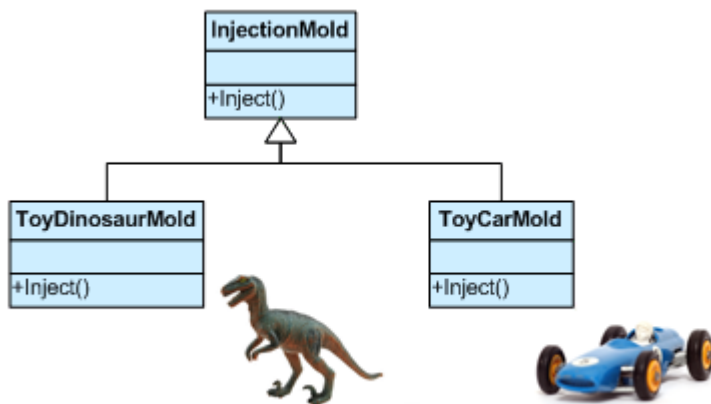 InjectionMold
+Inject()
ToyDinosaurMold
+Inject()
ToyCarMold
+Inject()